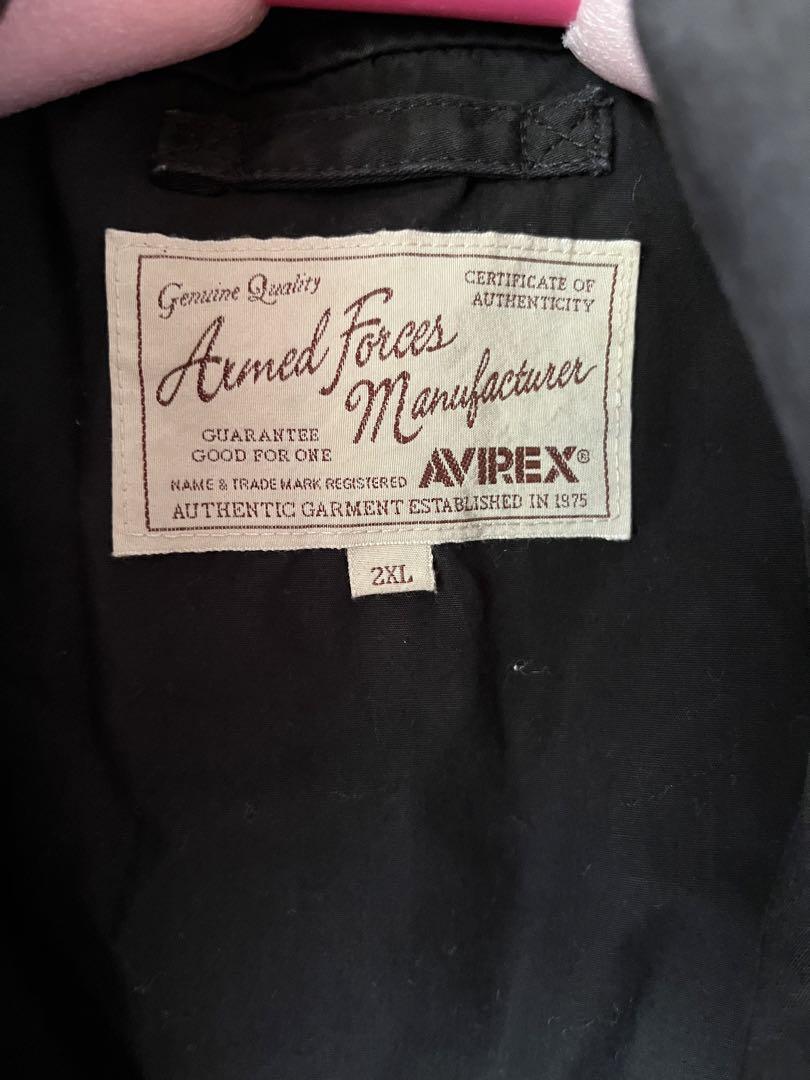 Genuine Quality
CERTIFICATE OF
AUTHENTICITY
Armed Forces
Manufacturer
GUARANTEE
GOOD FOR ONE
NAME & TRADE MARK REGISTERED
AVIREX®
AUTHENTIC GARMENT ESTABLISHED IN 1975
2XL